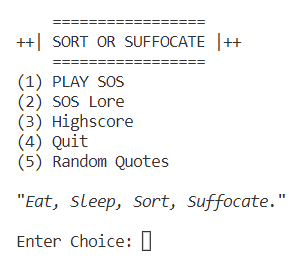 =================
++| SORT OR SUFFOCATE |++
=================
(1) PLAY SOS
(2) SOS Lore
(3) Highscore
(4) Quit
(5) Random Quotes
"Eat, Sleep, Sort, Suffocate."
Enter Choice: